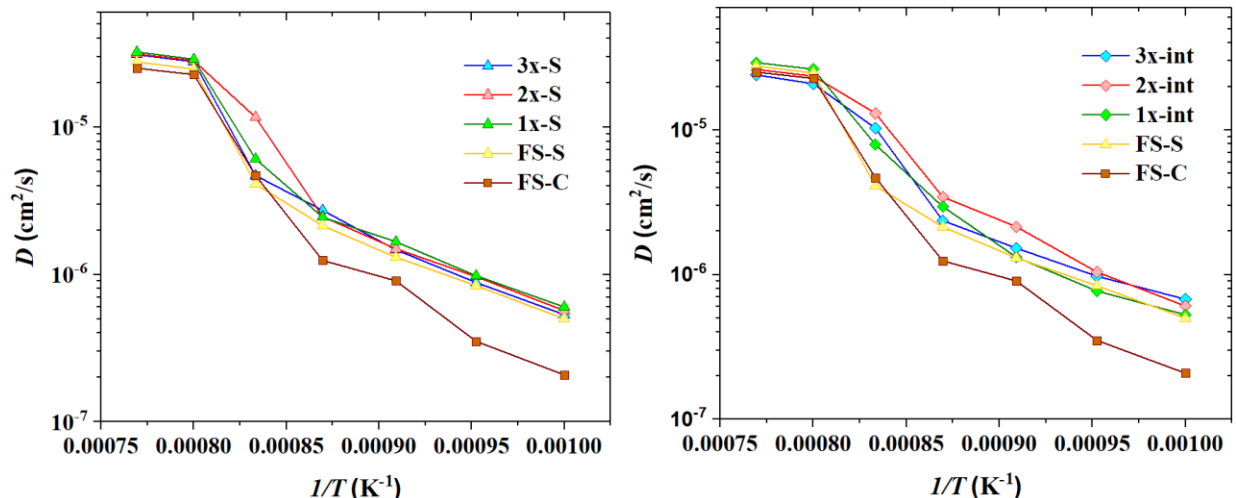 3x-S
2x-S
1x-S
FS-S
FS-C
10⁻⁵
10⁻⁶
10⁻⁷
D (cm²/s)
0.00075 0.00080 0.00085 0.00090 0.00095 0.00100
1/T (K⁻¹)
3x-int
2x-int
1x-int
FS-S
FS-C
10⁻⁵
10⁻⁶
10⁻⁷
D (cm²/s)
0.00075 0.00080 0.00085 0.00090 0.00095 0.00100
1/T (K⁻¹)